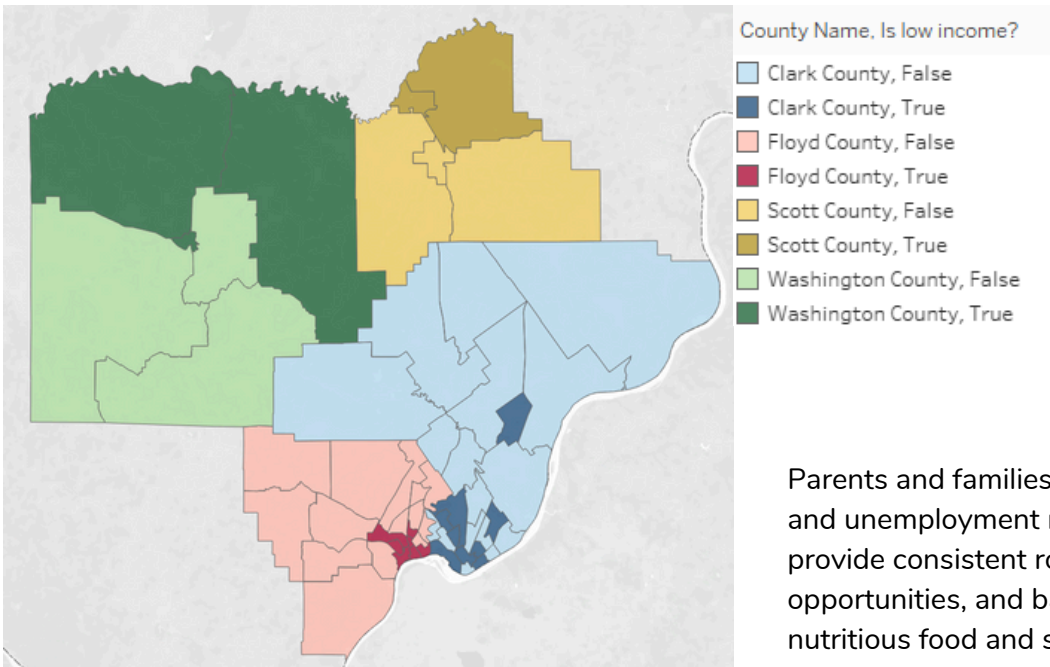 County Name, Is low income?
Clark County, False
Clark County, True
Floyd County, False
Floyd County, True
Scott County, False
Scott County, True
Washington County, False
Washington County, True
Parents and families
and unemployment
provide consistent
opportunities, and
nutritious food and